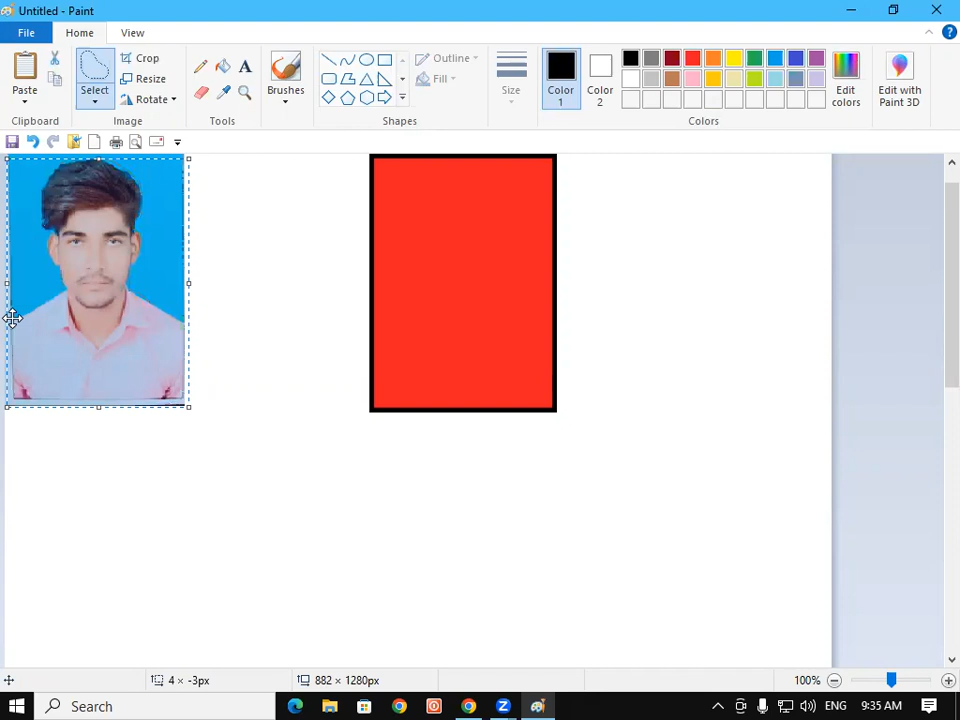 Untitled - Paint
File
Home
View
Paste
Clipboard
Select
Crop
Resize
Rotate
Image
Tools
Brushes
Outline
Fill
Shapes
Size
Color
1
Color
2
Edit
colors
Colors
Edit with
Paint 3D
4 × -3px
882 × 1280px
100%
Search
ENG
9:35 AM